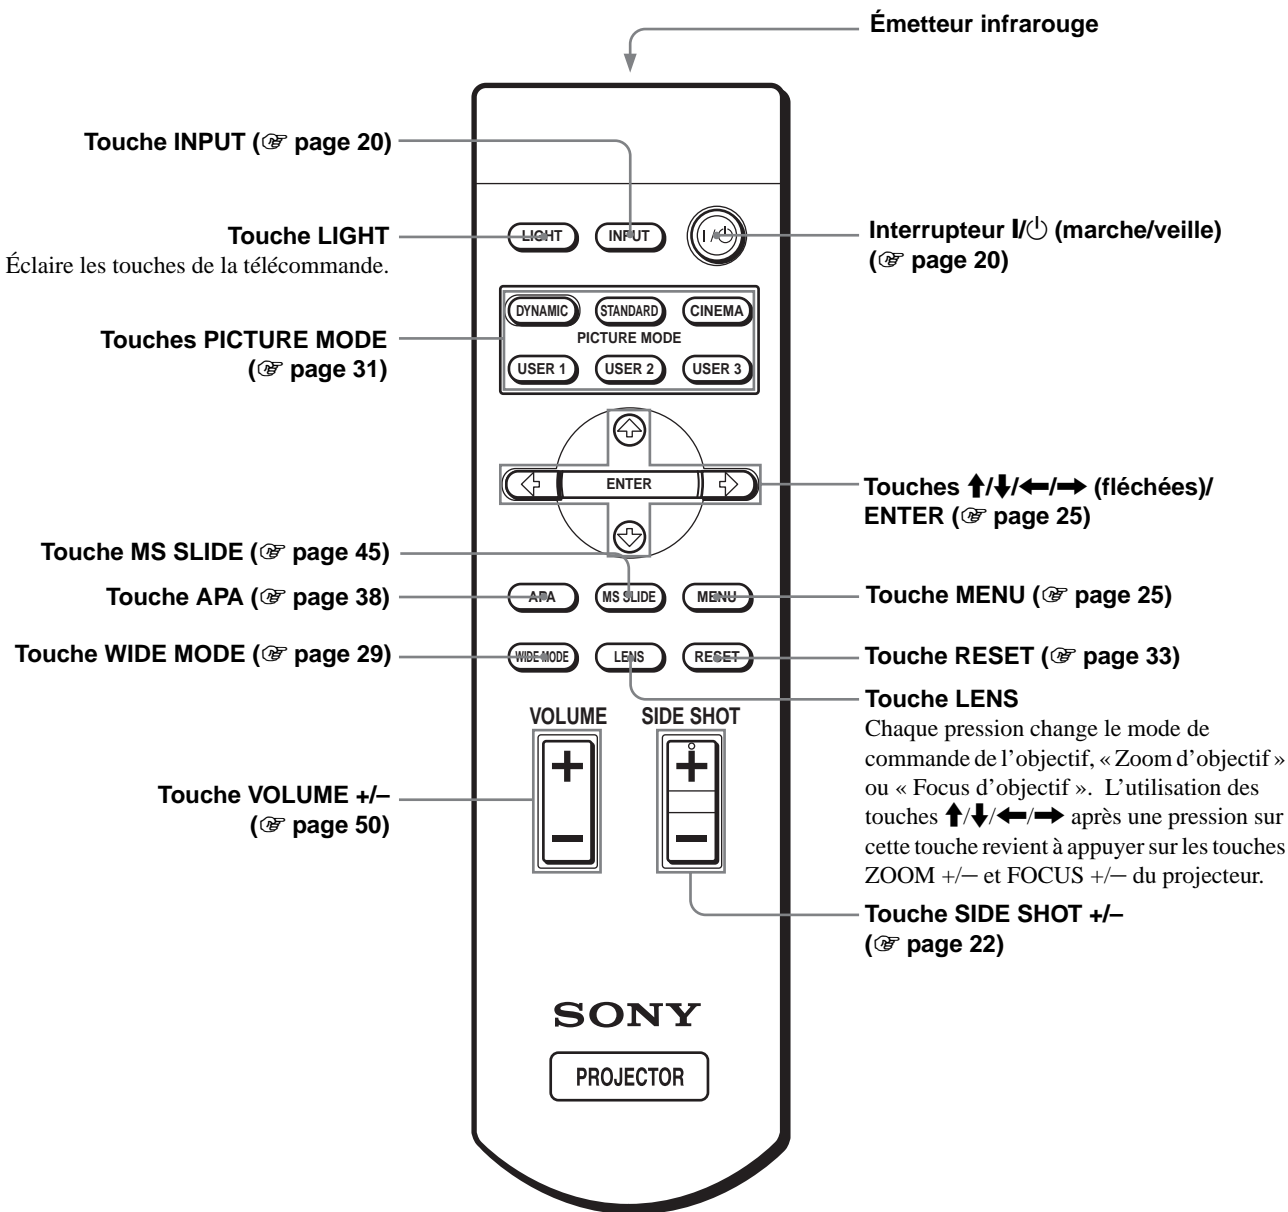 Émetteur infrarouge
Touche INPUT (☞ page 20)
Touche LIGHT
Éclaire les touches de la télécommande.
Touches PICTURE MODE
(☞ page 31)
Touche MS SLIDE (☞ page 45)
Touche APA (☞ page 38)
Touche WIDE MODE (☞ page 29)
Touche VOLUME +/–
(☞ page 50)
LIGHT INPUT I/⏻
DYNAMIC STANDARD CINEMA
PICTURE MODE
USER 1 USER 2 USER 3
ENTER
APA MS SLIDE MENU
WIDE MODE LENS RESET
VOLUME SIDE SHOT
+ +
– –
SONY
PROJECTOR
Interrupteur I/⏻ (marche/veille)
(☞ page 20)
Touches ↑/↓/←/→ (fléchées)/
ENTER (☞ page 25)
Touche MENU (☞ page 25)
Touche RESET (☞ page 33)
Touche LENS
Chaque pression change le mode de
commande de l'objectif, « Zoom d'objectif »
ou « Focus d'objectif ». L'utilisation des
touches ↑/↓/←/→ après une pression sur
cette touche revient à appuyer sur les touches
ZOOM +/– et FOCUS +/– du projecteur.
Touche SIDE SHOT +/–
(☞ page 22)